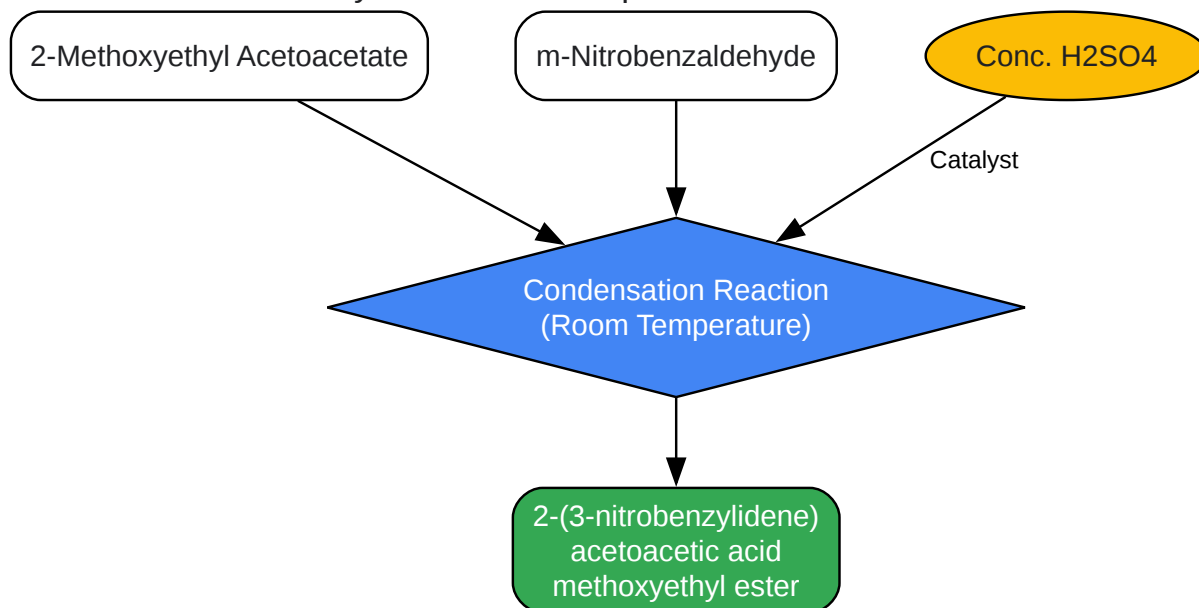 2-Methoxyethyl Acetoacetate
m-Nitrobenzaldehyde
Conc. H2SO4
Catalyst
Condensation Reaction
(Room Temperature)
2-(3-nitrobenzylidene)
acetoacetic acid
methoxyethyl ester